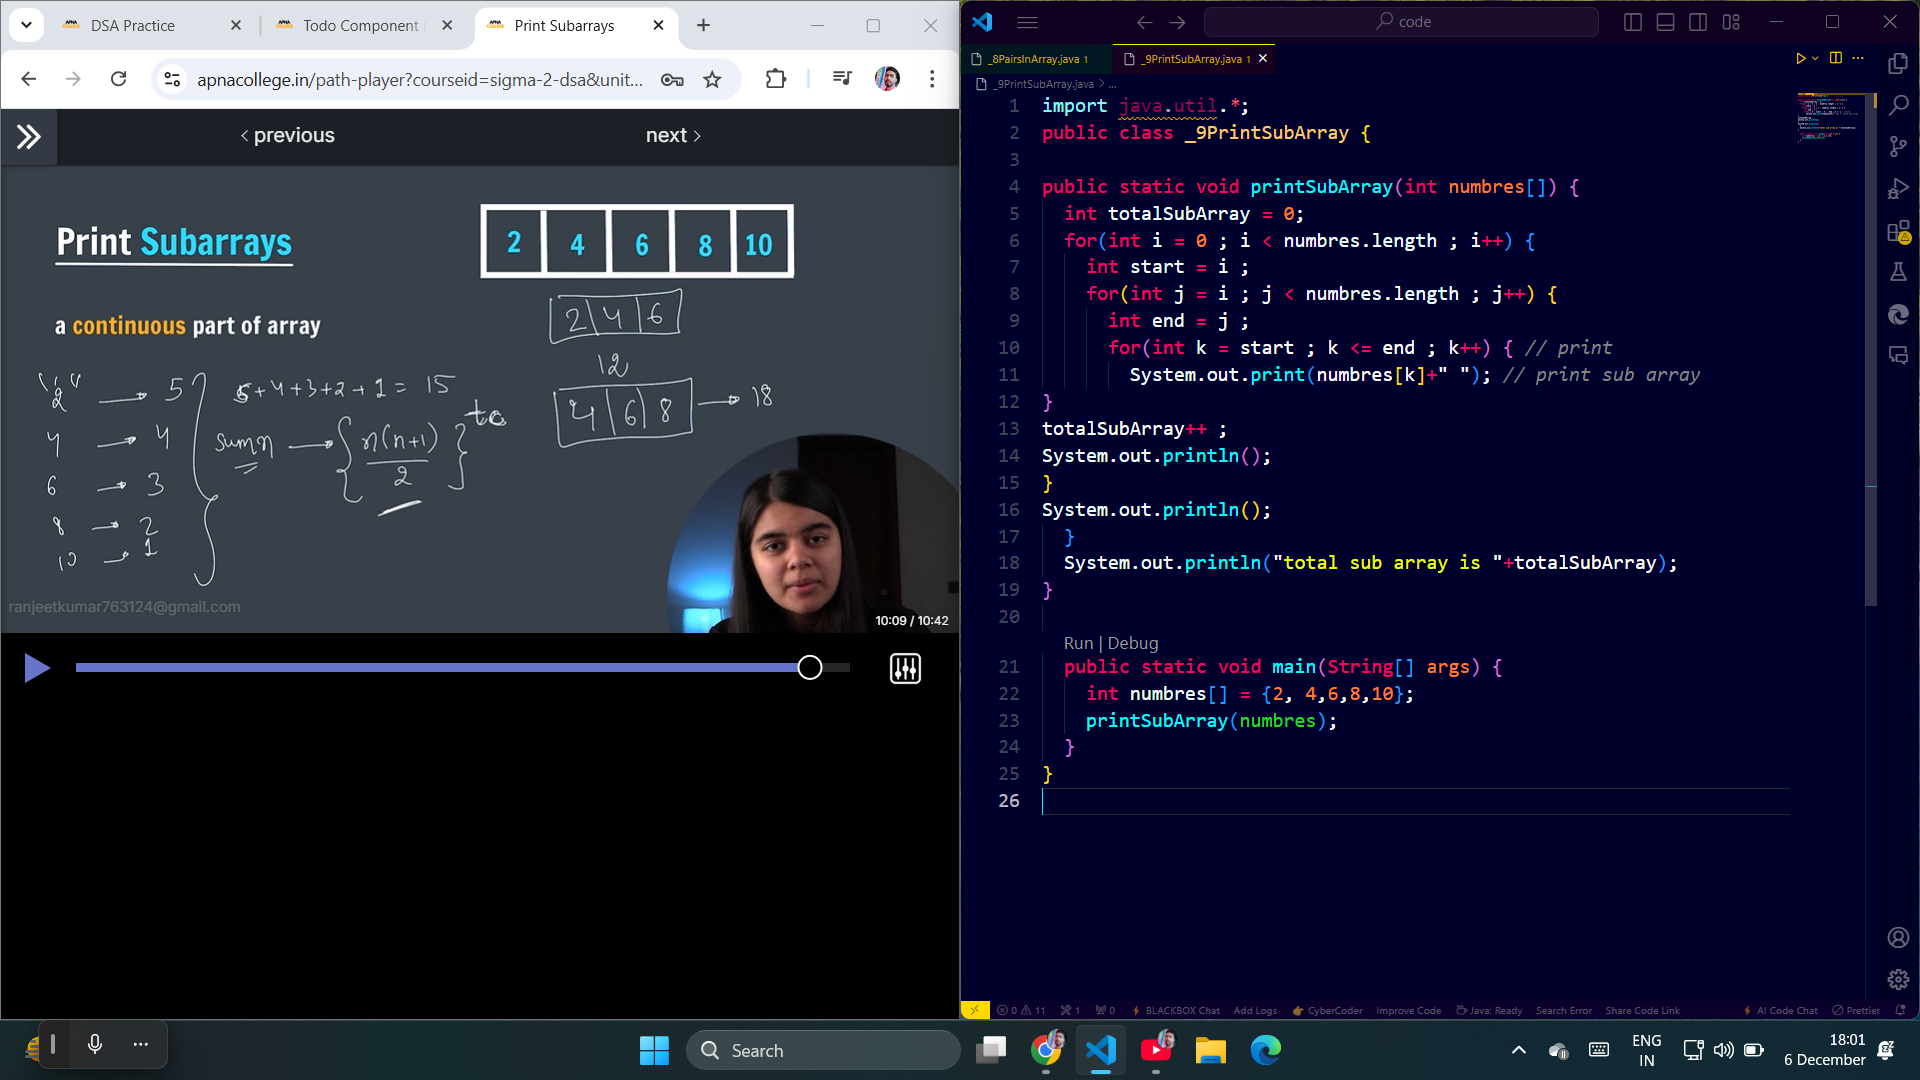 DSA Practice
Todo Component
Print Subarrays
apnacollege.in/path-player?courseid=sigma-2-dsa&unit...
previous
next
Print Subarrays
2 4 6 8 10
2 4 6
a continuous part of array
12
"2" → 5
5+4+3+2+1 = 15
4 6 8 → 18
4 → 4
sum n → { n(n+1) / 2 }
6 → 3
8 → 2
10 → 1
ranjeetkumar763124@gmail.com
10:09 / 10:42
code
_8PairsInArray.java 1
_9PrintSubArray.java 1
_9PrintSubArray.java > ...
1 import java.util.*;
2 public class _9PrintSubArray {
3
4 public static void printSubArray(int numbres[]) {
5 int totalSubArray = 0;
6 for(int i = 0 ; i < numbres.length ; i++) {
7 int start = i ;
8 for(int j = i ; j < numbres.length ; j++) {
9 int end = j ;
10 for(int k = start ; k <= end ; k++) { // print
11 System.out.print(numbres[k]+" "); // print sub array
12 }
13 totalSubArray++ ;
14 System.out.println();
15 }
16 System.out.println();
17 }
18 System.out.println("total sub array is "+totalSubArray);
19 }
20
Run | Debug
21 public static void main(String[] args) {
22 int numbres[] = {2, 4,6,8,10};
23 printSubArray(numbres);
24 }
25 }
26
0 11 1 0 BLACKBOX Chat Add Logs CyberCoder Improve Code Java: Ready Search Error Share Code Link AI Code Chat Prettier
Search
ENG
IN
18:01
6 December